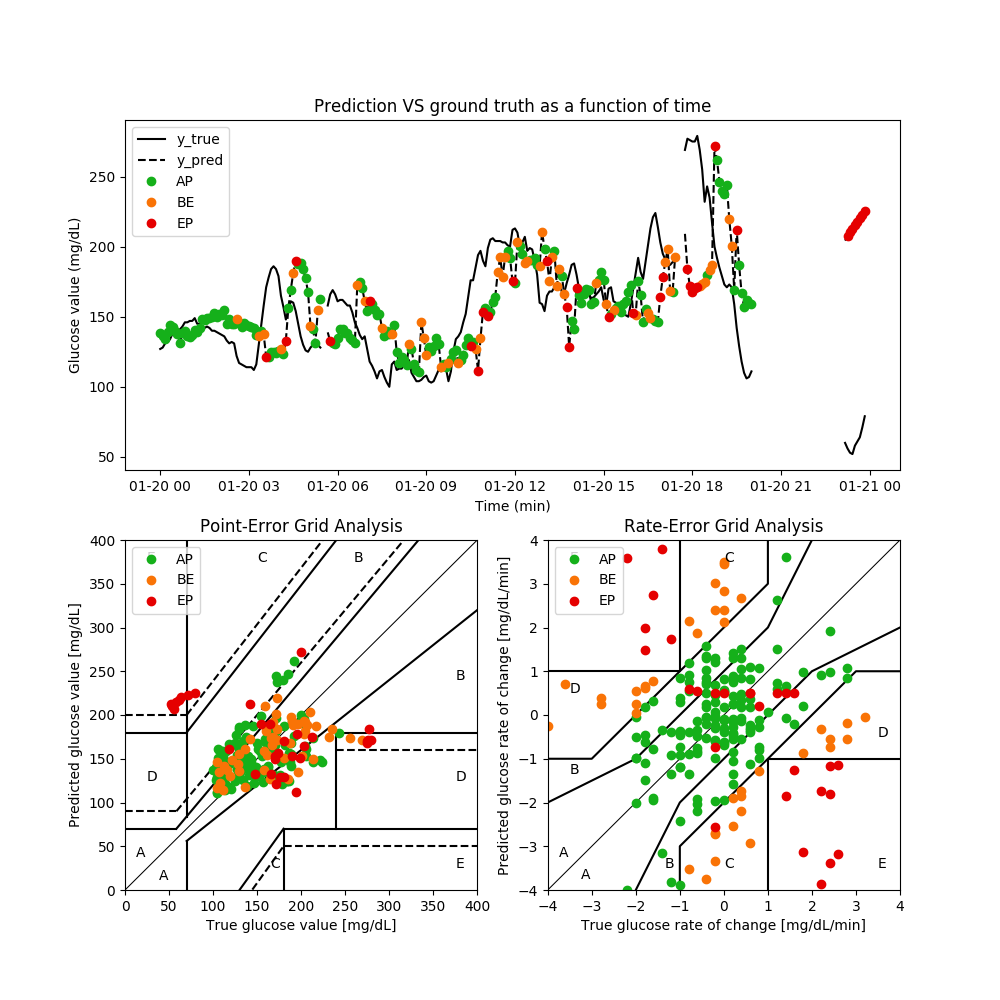 Prediction VS ground truth as a function of time
Glucose value (mg/dL)
250
200
150
100
50
y_true
y_pred
AP
BE
EP
01-20 00 01-20 03 01-20 06 01-20 09 01-20 12 01-20 15 01-20 18 01-20 21 01-21 00
Time (min)
Point-Error Grid Analysis
Predicted glucose value [mg/dL]
400
350
300
250
200
150
100
50
0
AP
BE
EP
C
B
B
D
D
A
A
C
E
0 50 100 150 200 250 300 350 400
True glucose value [mg/dL]
Rate-Error Grid Analysis
Predicted glucose rate of change [mg/dL/min]
4
3
2
1
0
−1
−2
−3
−4
AP
BE
EP
C
D
D
B
A
A
B
C
E
−4 −3 −2 −1 0 1 2 3 4
True glucose rate of change [mg/dL/min]